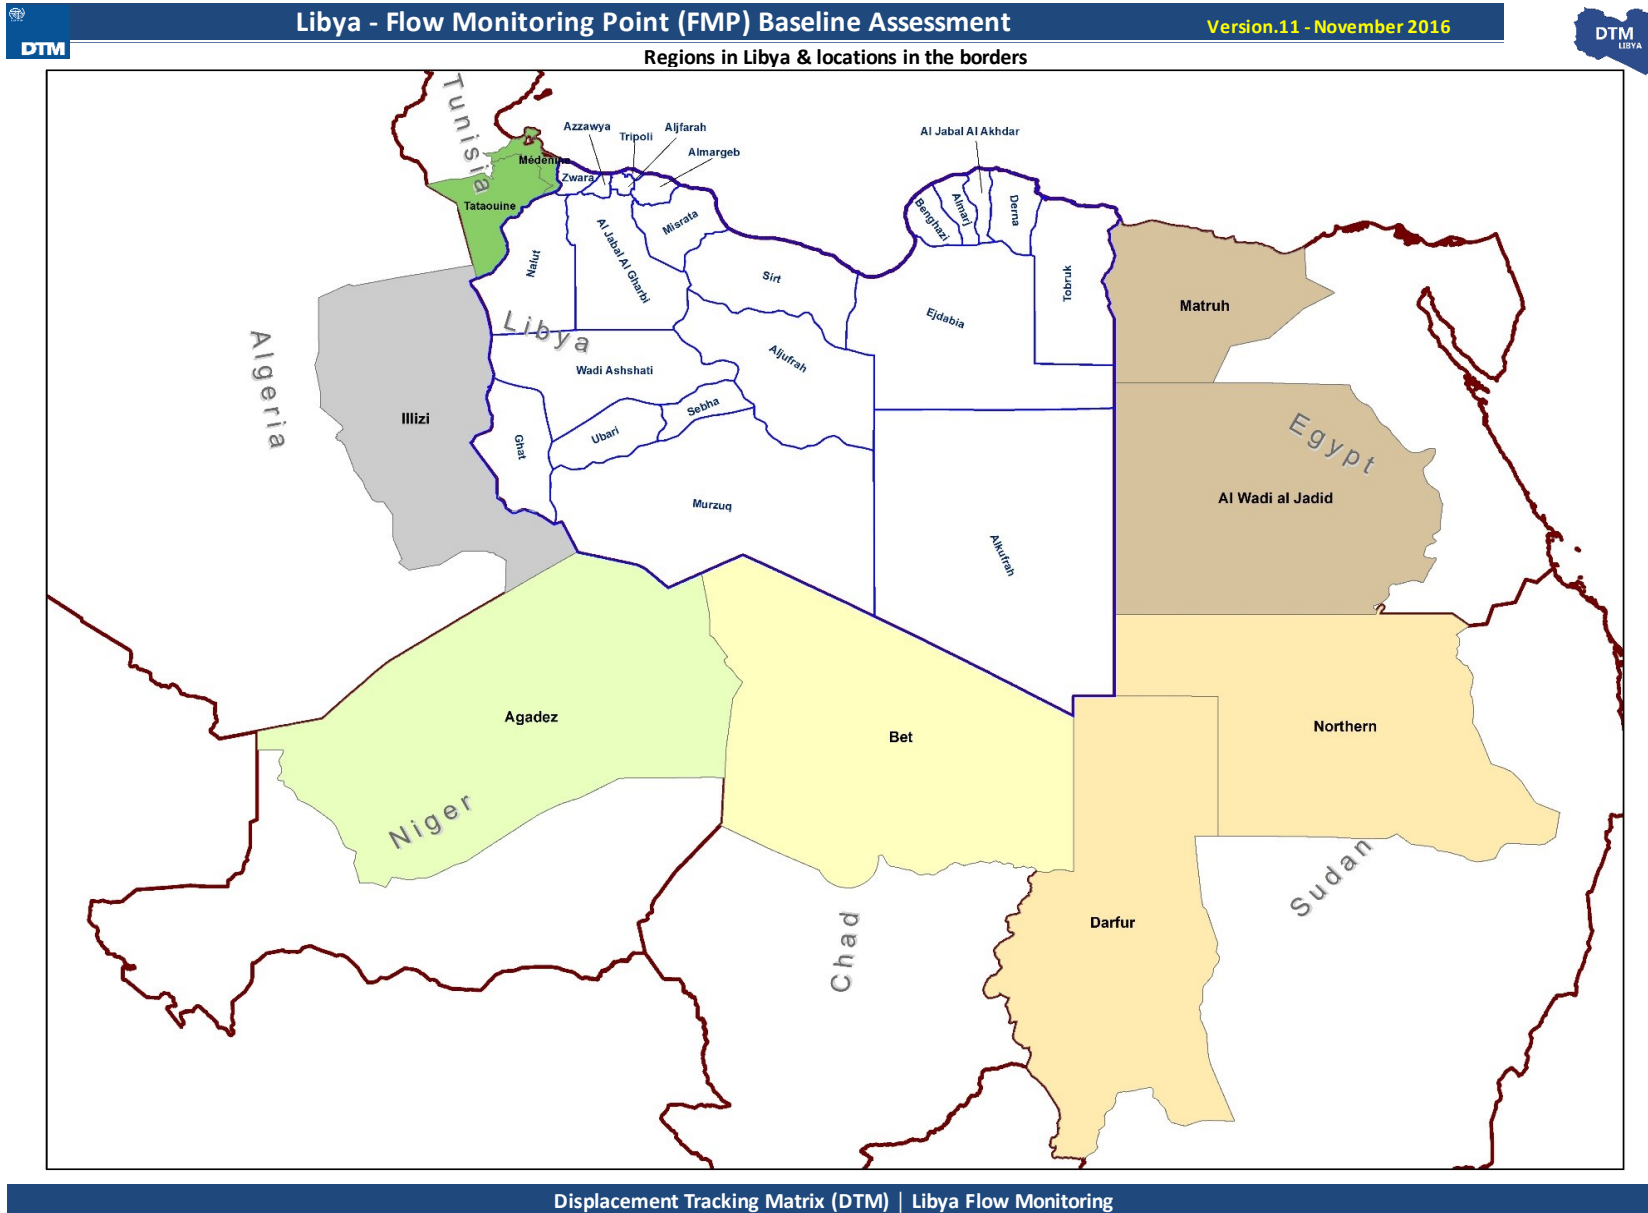 DTM
Libya - Flow Monitoring Point (FMP) Baseline Assessment
Version.11 - November 2016
DTM
LIBYA
Regions in Libya & locations in the borders
Tunisia
Azzawya
Tripoli
Aljfarah
Almargeb
Al Jabal Al Akhdar
Médenine
Zwara
Tataouine
Nalut
Al Jabal Al Gharbi
Misrata
Sirt
Benghazi
Almarj
Derna
Tobruk
Ejdabia
Matruh
Libya
Algeria
Wadi Ashshati
Aljufrah
Illizi
Ghat
Ubari
Sebha
Egypt
Murzuq
Alkufrah
Al Wadi al Jadid
Agadez
Bet
Northern
Niger
Chad
Darfur
Sudan
Displacement Tracking Matrix (DTM) | Libya Flow Monitoring